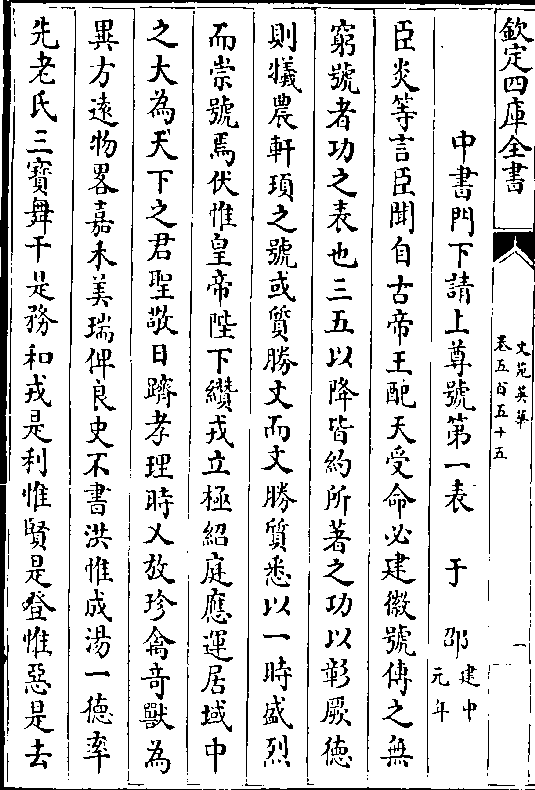 欽定四庫全書
文苑英華
卷五百五十五
一
中書門下請上尊號第一表　于　邵
建中
元年
臣炎等言臣聞自古帝王配天受命必建徽號傳之無
窮號者功之表也三五以降皆約所著之功以彰厥德
則犧農軒頊之號或質勝文而文勝質悉以一時盛烈
而崇號焉伏惟皇帝陛下纘戎立極紹庭應運居域中
之大為天下之君聖敬日躋孝理時乂放珍禽竒獸為
異方逺物畧嘉禾美瑞俾良史不書洪惟成湯一德率
先老氏三寶舞干是務和戎是利惟賢是登惟惡是去